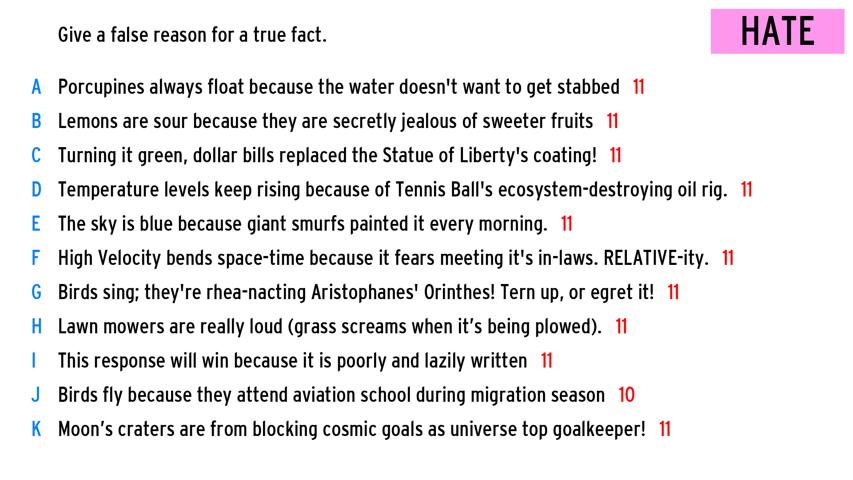 Give a false reason for a true fact.
HATE
A Porcupines always float because the water doesn't want to get stabbed 11
B Lemons are sour because they are secretly jealous of sweeter fruits 11
C Turning it green, dollar bills replaced the Statue of Liberty's coating! 11
D Temperature levels keep rising because of Tennis Ball's ecosystem-destroying oil rig. 11
E The sky is blue because giant smurfs painted it every morning. 11
F High Velocity bends space-time because it fears meeting it's in-laws. RELATIVE-ity. 11
G Birds sing; they're rhea-nacting Aristophanes' Orinthes! Tern up, or egret it! 11
H Lawn mowers are really loud (grass screams when it’s being plowed). 11
I This response will win because it is poorly and lazily written 11
J Birds fly because they attend aviation school during migration season 10
K Moon’s craters are from blocking cosmic goals as universe top goalkeeper! 11